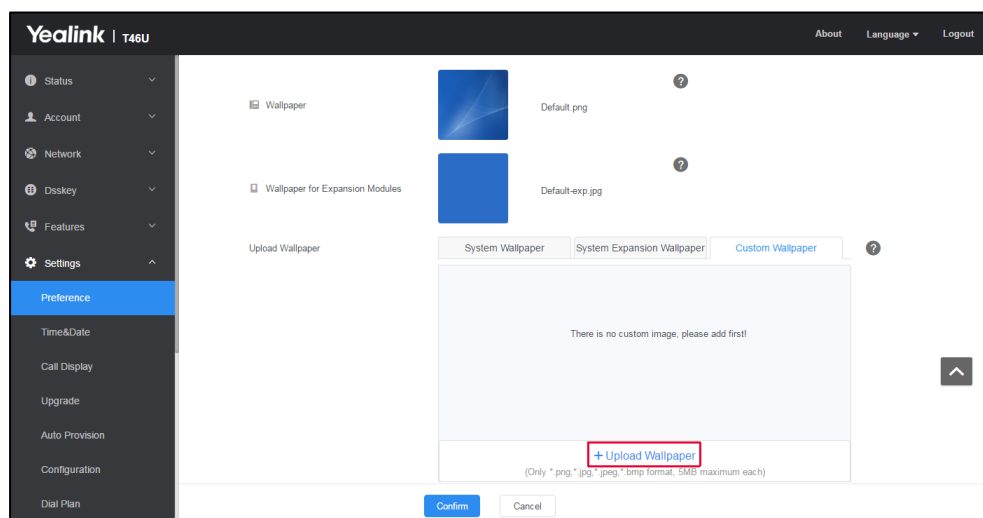 Yealink | T46U
About Language Logout
Status
Account
Network
Dsskey
Features
Settings
Preference
Time&Date
Call Display
Upgrade
Auto Provision
Configuration
Dial Plan
Wallpaper
Default.png
?
Wallpaper for Expansion Modules
Default-exp.jpg
?
Upload Wallpaper
System Wallpaper System Expansion Wallpaper Custom Wallpaper
?
There is no custom image, please add first!
+ Upload Wallpaper
(Only *.png,*.jpg,*.jpeg,*.bmp format, 5MB maximum each)
Confirm Cancel